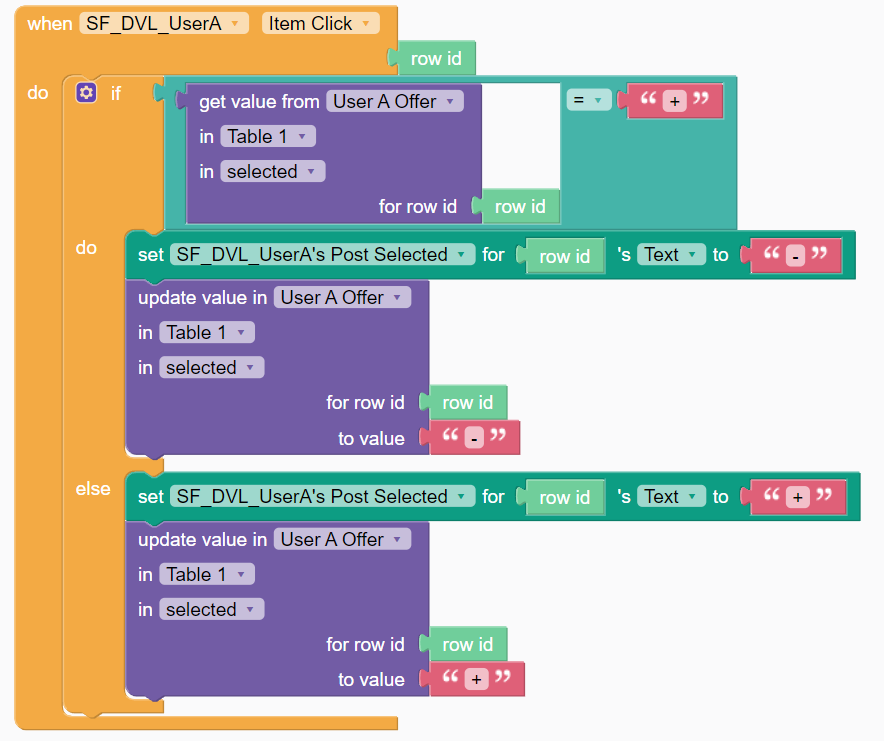 when SF_DVL_UserA Item Click
row id
do if get value from User A Offer = “ + ”
in Table 1
in selected
for row id row id
do set SF_DVL_UserA's Post Selected for row id 's Text to “ - ”
update value in User A Offer
in Table 1
in selected
for row id row id
to value “ - ”
else set SF_DVL_UserA's Post Selected for row id 's Text to “ + ”
update value in User A Offer
in Table 1
in selected
for row id row id
to value “ + ”